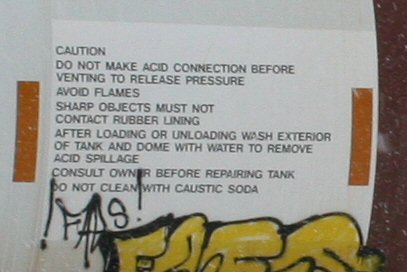 CAUTION
DO NOT MAKE ACID CONNECTION BEFORE
VENTING TO RELEASE PRESSURE
AVOID FLAMES
SHARP OBJECTS MUST NOT
CONTACT RUBBER LINING
AFTER LOADING OR UNLOADING WASH EXTERIOR
OF TANK AND DOME WITH WATER TO REMOVE
ACID SPILLAGE
CONSULT OWNER BEFORE REPAIRING TANK
DO NOT CLEAN WITH CAUSTIC SODA